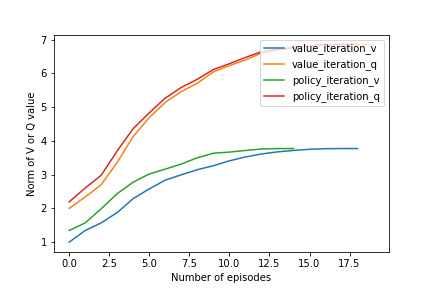 7
6
5
4
3
2
1
Norm of V or Q value
value_iteration_v
value_iteration_q
policy_iteration_v
policy_iteration_q
0.0 2.5 5.0 7.5 10.0 12.5 15.0 17.5
Number of episodes